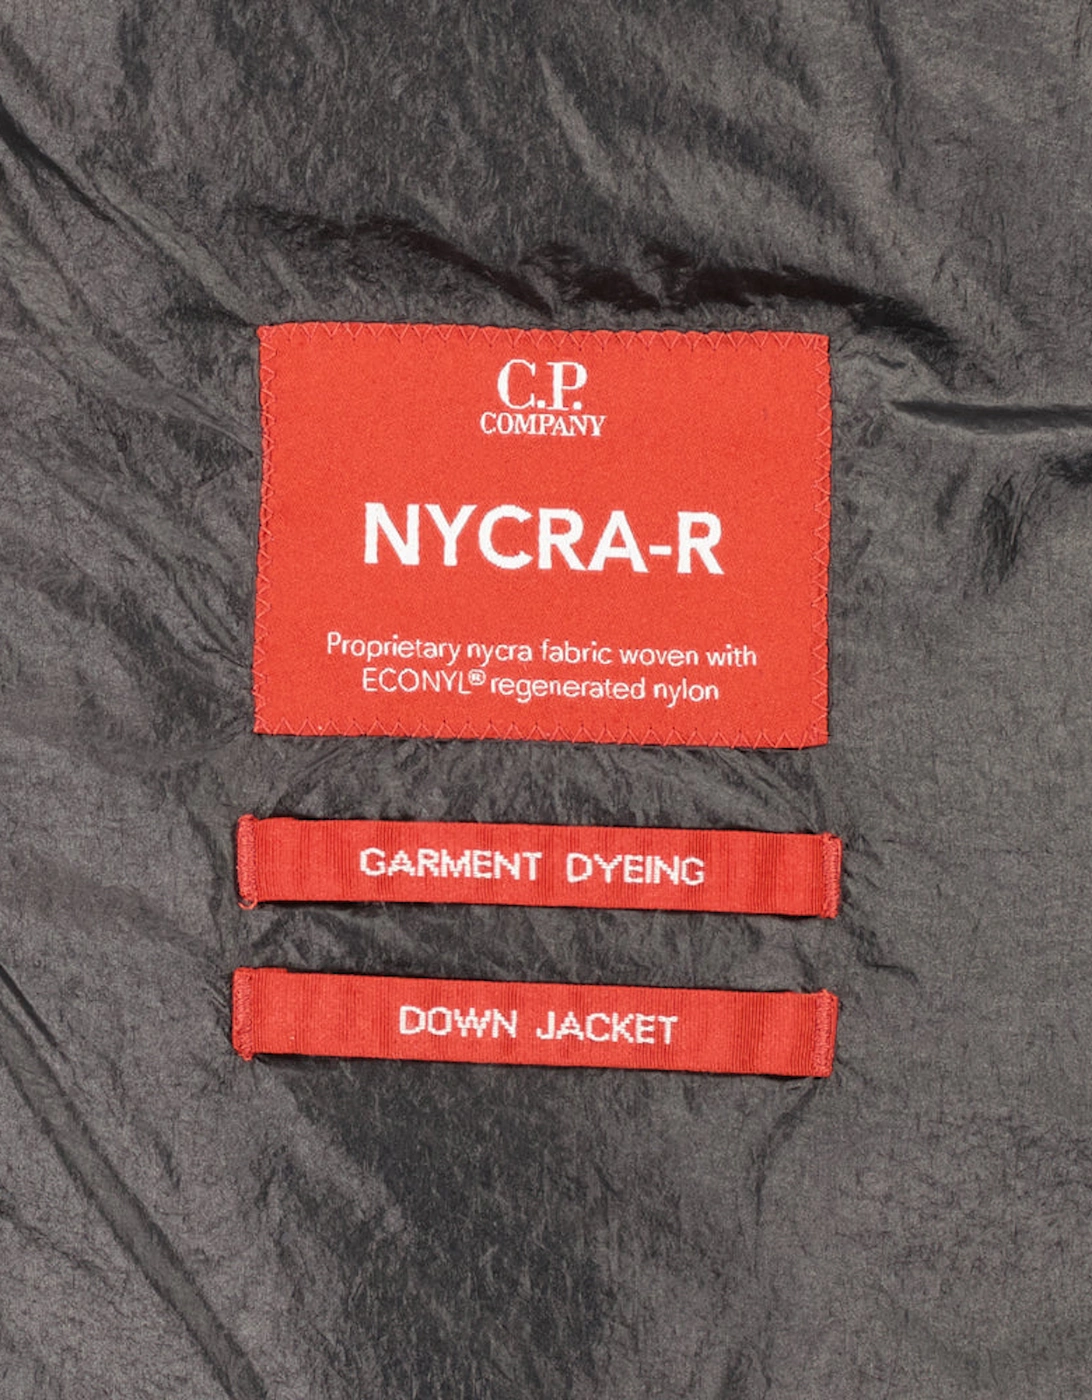 C.P.
COMPANY
NYCRA-R
Proprietary nycra fabric woven with
ECONYL® regenerated nylon
GARMENT DYEING
DOWN JACKET